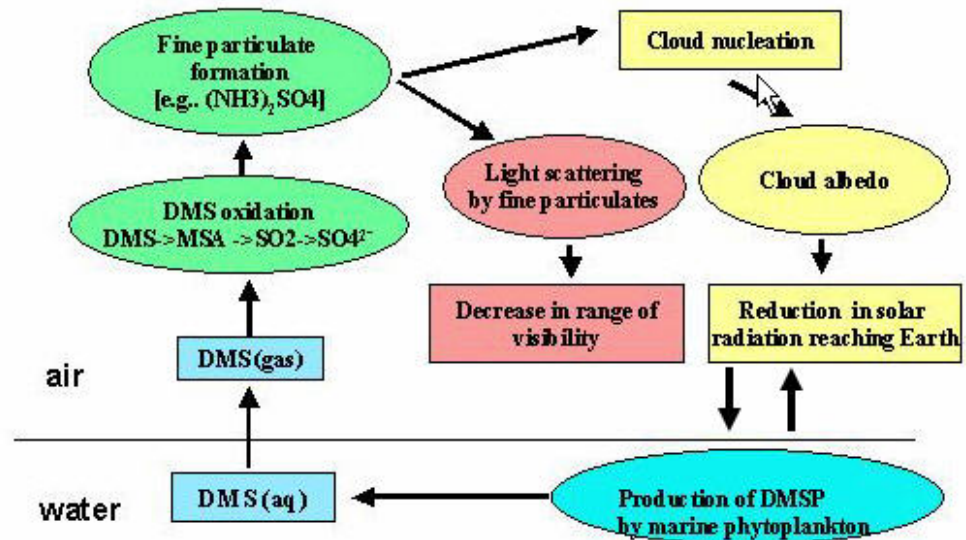 Fine particulate
formation
[e.g.. (NH3)₂SO4]
Cloud nucleation
Light scattering
by fine particulates
Cloud albedo
DMS oxidation
DMS->MSA ->SO2->SO4²⁻
Decrease in range of
visibility
Reduction in solar
radiation reaching Earth
DMS(gas)
air
water
DMS(aq)
Production of DMSP
by marine phytoplankton